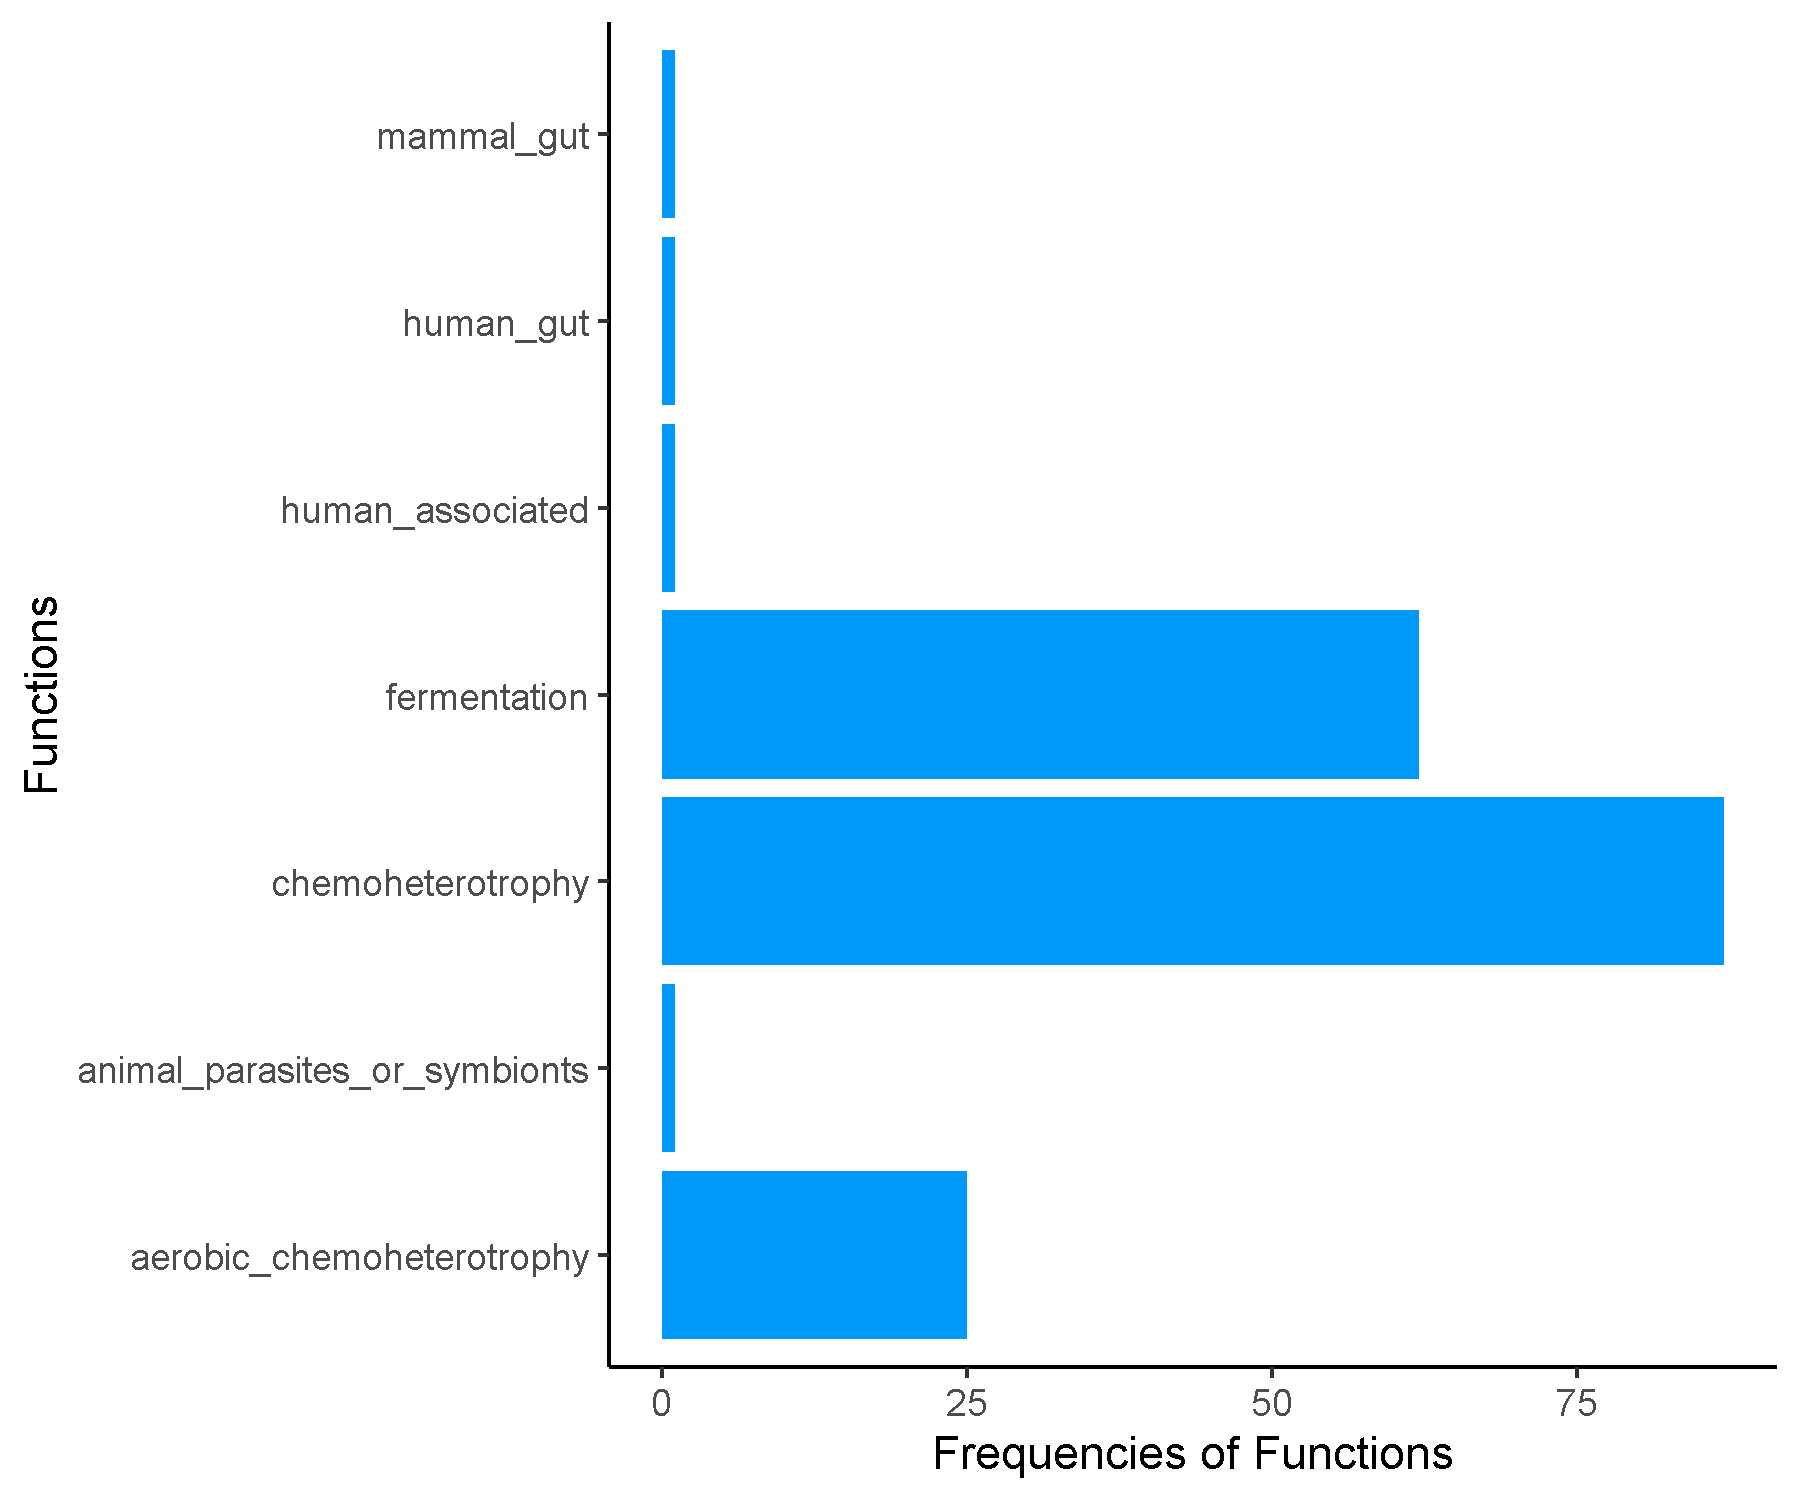 mammal_gut
human_gut
human_associated
fermentation
chemoheterotrophy
animal_parasites_or_symbionts
aerobic_chemoheterotrophy
Functions
0 25 50 75
Frequencies of Functions